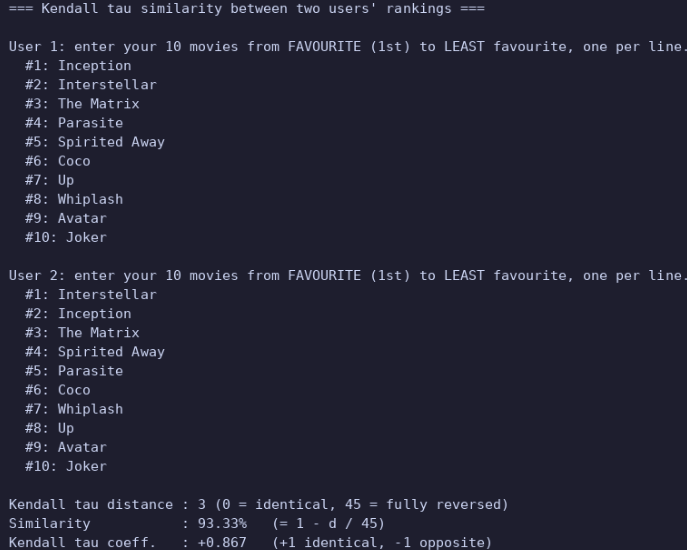 === Kendall tau similarity between two users' rankings ===
User 1: enter your 10 movies from FAVOURITE (1st) to LEAST favourite, one per line.
#1: Inception
#2: Interstellar
#3: The Matrix
#4: Parasite
#5: Spirited Away
#6: Coco
#7: Up
#8: Whiplash
#9: Avatar
#10: Joker
User 2: enter your 10 movies from FAVOURITE (1st) to LEAST favourite, one per line.
#1: Interstellar
#2: Inception
#3: The Matrix
#4: Spirited Away
#5: Parasite
#6: Coco
#7: Whiplash
#8: Up
#9: Avatar
#10: Joker
Kendall tau distance : 3 (0 = identical, 45 = fully reversed)
Similarity : 93.33% (= 1 - d / 45)
Kendall tau coeff. : +0.867 (+1 identical, -1 opposite)